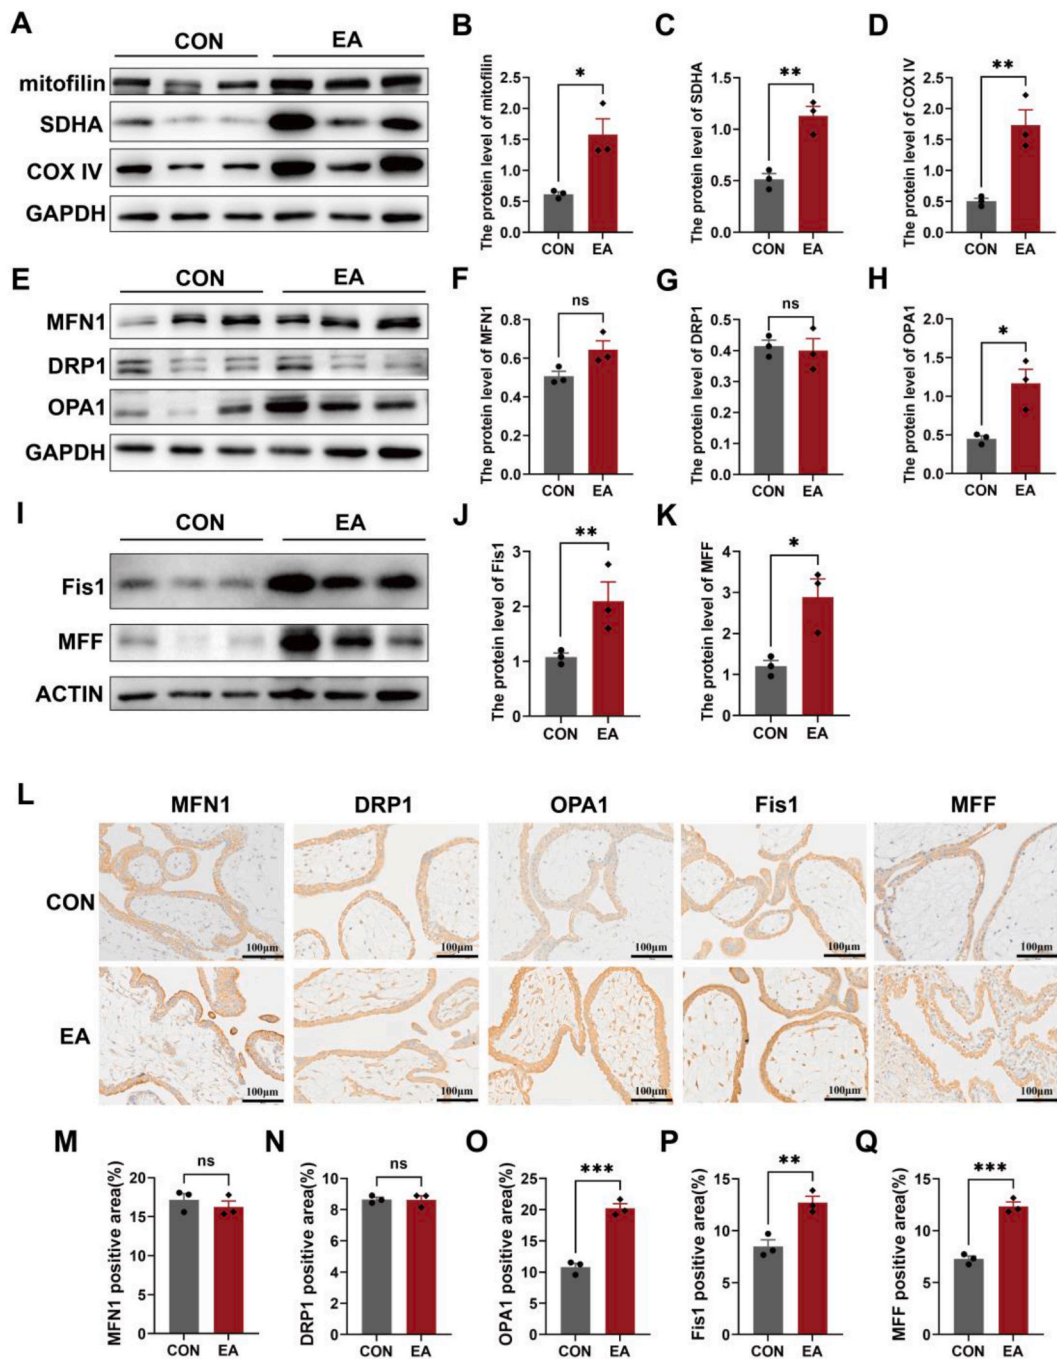 A
CON EA
mitofilin
SDHA
COX IV
GAPDH
B
The protein level of mitofilin
2.5
2.0
1.5
1.0
0.5
0.0
*
CON EA
C
The protein level of SDHA
1.5
1.0
0.5
0.0
**
CON EA
D
The protein level of COX IV
2.5
2.0
1.5
1.0
0.5
0.0
**
CON EA
E
CON EA
MFN1
DRP1
OPA1
GAPDH
F
The protein level of MFN1
0.8
0.6
0.4
0.2
0.0
ns
CON EA
G
The protein level of DRP1
0.5
0.4
0.3
0.2
0.1
0.0
ns
CON EA
H
The protein level of OPA1
2.0
1.5
1.0
0.5
0.0
*
CON EA
I
CON EA
Fis1
MFF
ACTIN
J
The protein level of Fis1
3
2
1
0
**
CON EA
K
The protein level of MFF
4
3
2
1
0
*
CON EA
L
MFN1 DRP1 OPA1 Fis1 MFF
CON
100μm 100μm 100μm 100μm 100μm
EA
100μm 100μm 100μm 100μm 100μm
M
MFN1 positive area(%)
20
15
10
5
0
ns
CON EA
N
DRP1 positive area(%)
10
8
6
4
2
0
ns
CON EA
O
OPA1 positive area(%)
25
20
15
10
5
0
***
CON EA
P
Fis1 positive area(%)
15
10
5
0
**
CON EA
Q
MFF positive area(%)
15
10
5
0
***
CON EA